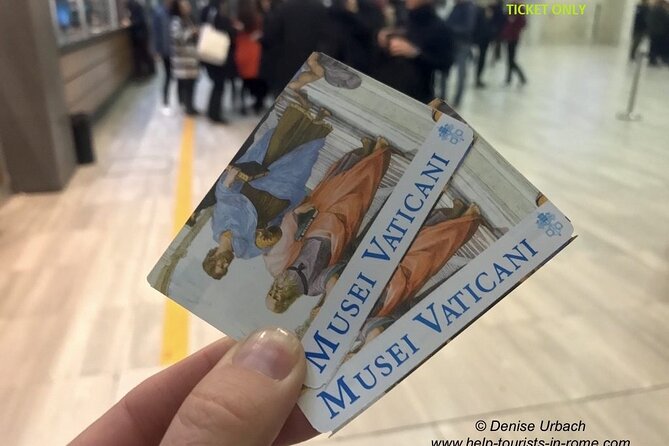 TICKET ONLY
MUSEI VATICANI
MUSEI VATICANI
© Denise Urbach
www.help-tourists-in-rome.com